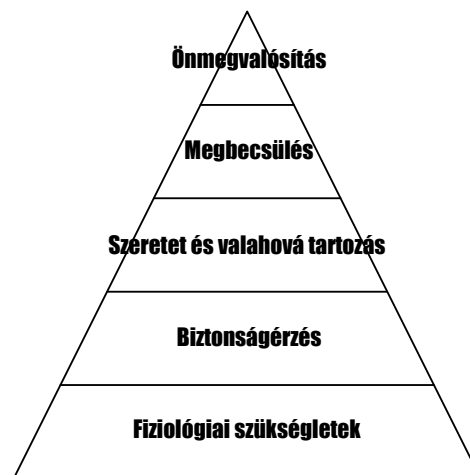 Önmegvalósítás
Megbecsülés
Szeretet és valahová tartozás
Biztonságérzés
Fiziológiai szükségletek